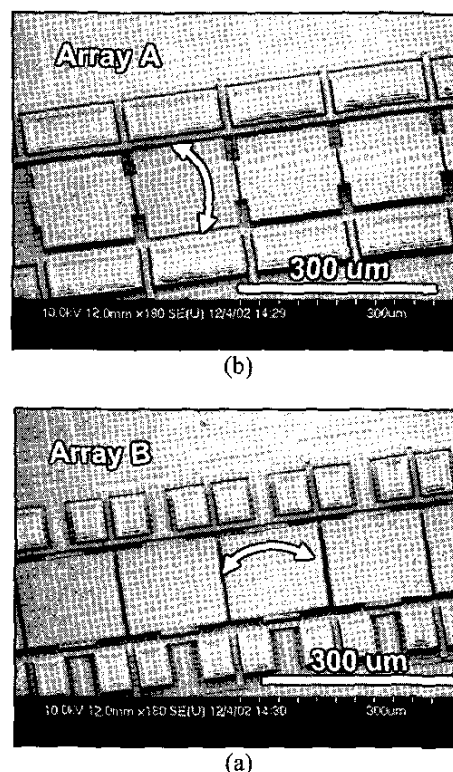 Array A
300 um
10.0kV 12.0mm x180 SE(U) 12/4/02 14:29 300um
(b)
Array B
300 um
10.0kV 12.0mm x180 SE(U) 12/4/02 14:30 300um
(a)